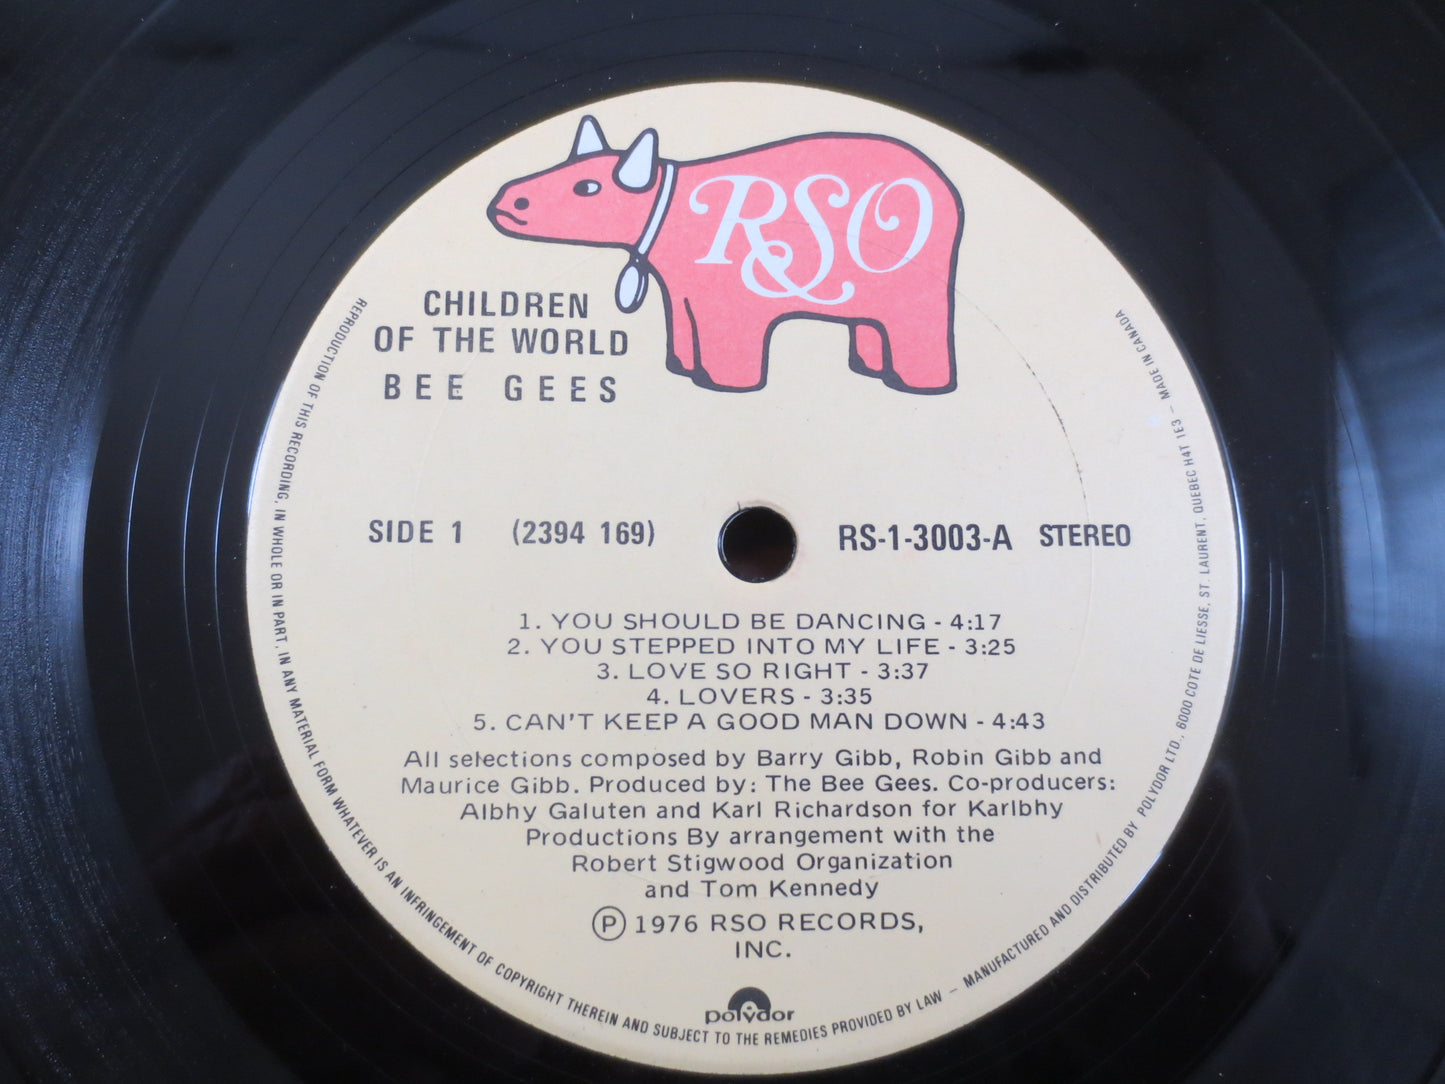 RSO
CHILDREN
OF THE WORLD
BEE GEES
SIDE 1 (2394 169) RS-1-3003-A STEREO
1. YOU SHOULD BE DANCING - 4:17
2. YOU STEPPED INTO MY LIFE - 3:25
3. LOVE SO RIGHT - 3:37
4. LOVERS - 3:35
5. CAN'T KEEP A GOOD MAN DOWN - 4:43
All selections composed by Barry Gibb, Robin Gibb and
Maurice Gibb. Produced by: The Bee Gees. Co-producers:
Albhy Galuten and Karl Richardson for Karlbhy
Productions By arrangement with the
Robert Stigwood Organization
and Tom Kennedy
Ⓟ 1976 RSO RECORDS,
INC.
polydor
REPRODUCTION OF THIS RECORDING, IN WHOLE OR IN PART, IN ANY MATERIAL FORM WHATEVER IS AN INFRINGEMENT OF COPYRIGHT THEREIN AND SUBJECT TO THE REMEDIES PROVIDED BY LAW – MANUFACTURED AND DISTRIBUTED BY POLYDOR LTD., 6000 COTE DE LIESSE, ST. LAURENT, QUEBEC H4T 1E3 – MADE IN CANADA